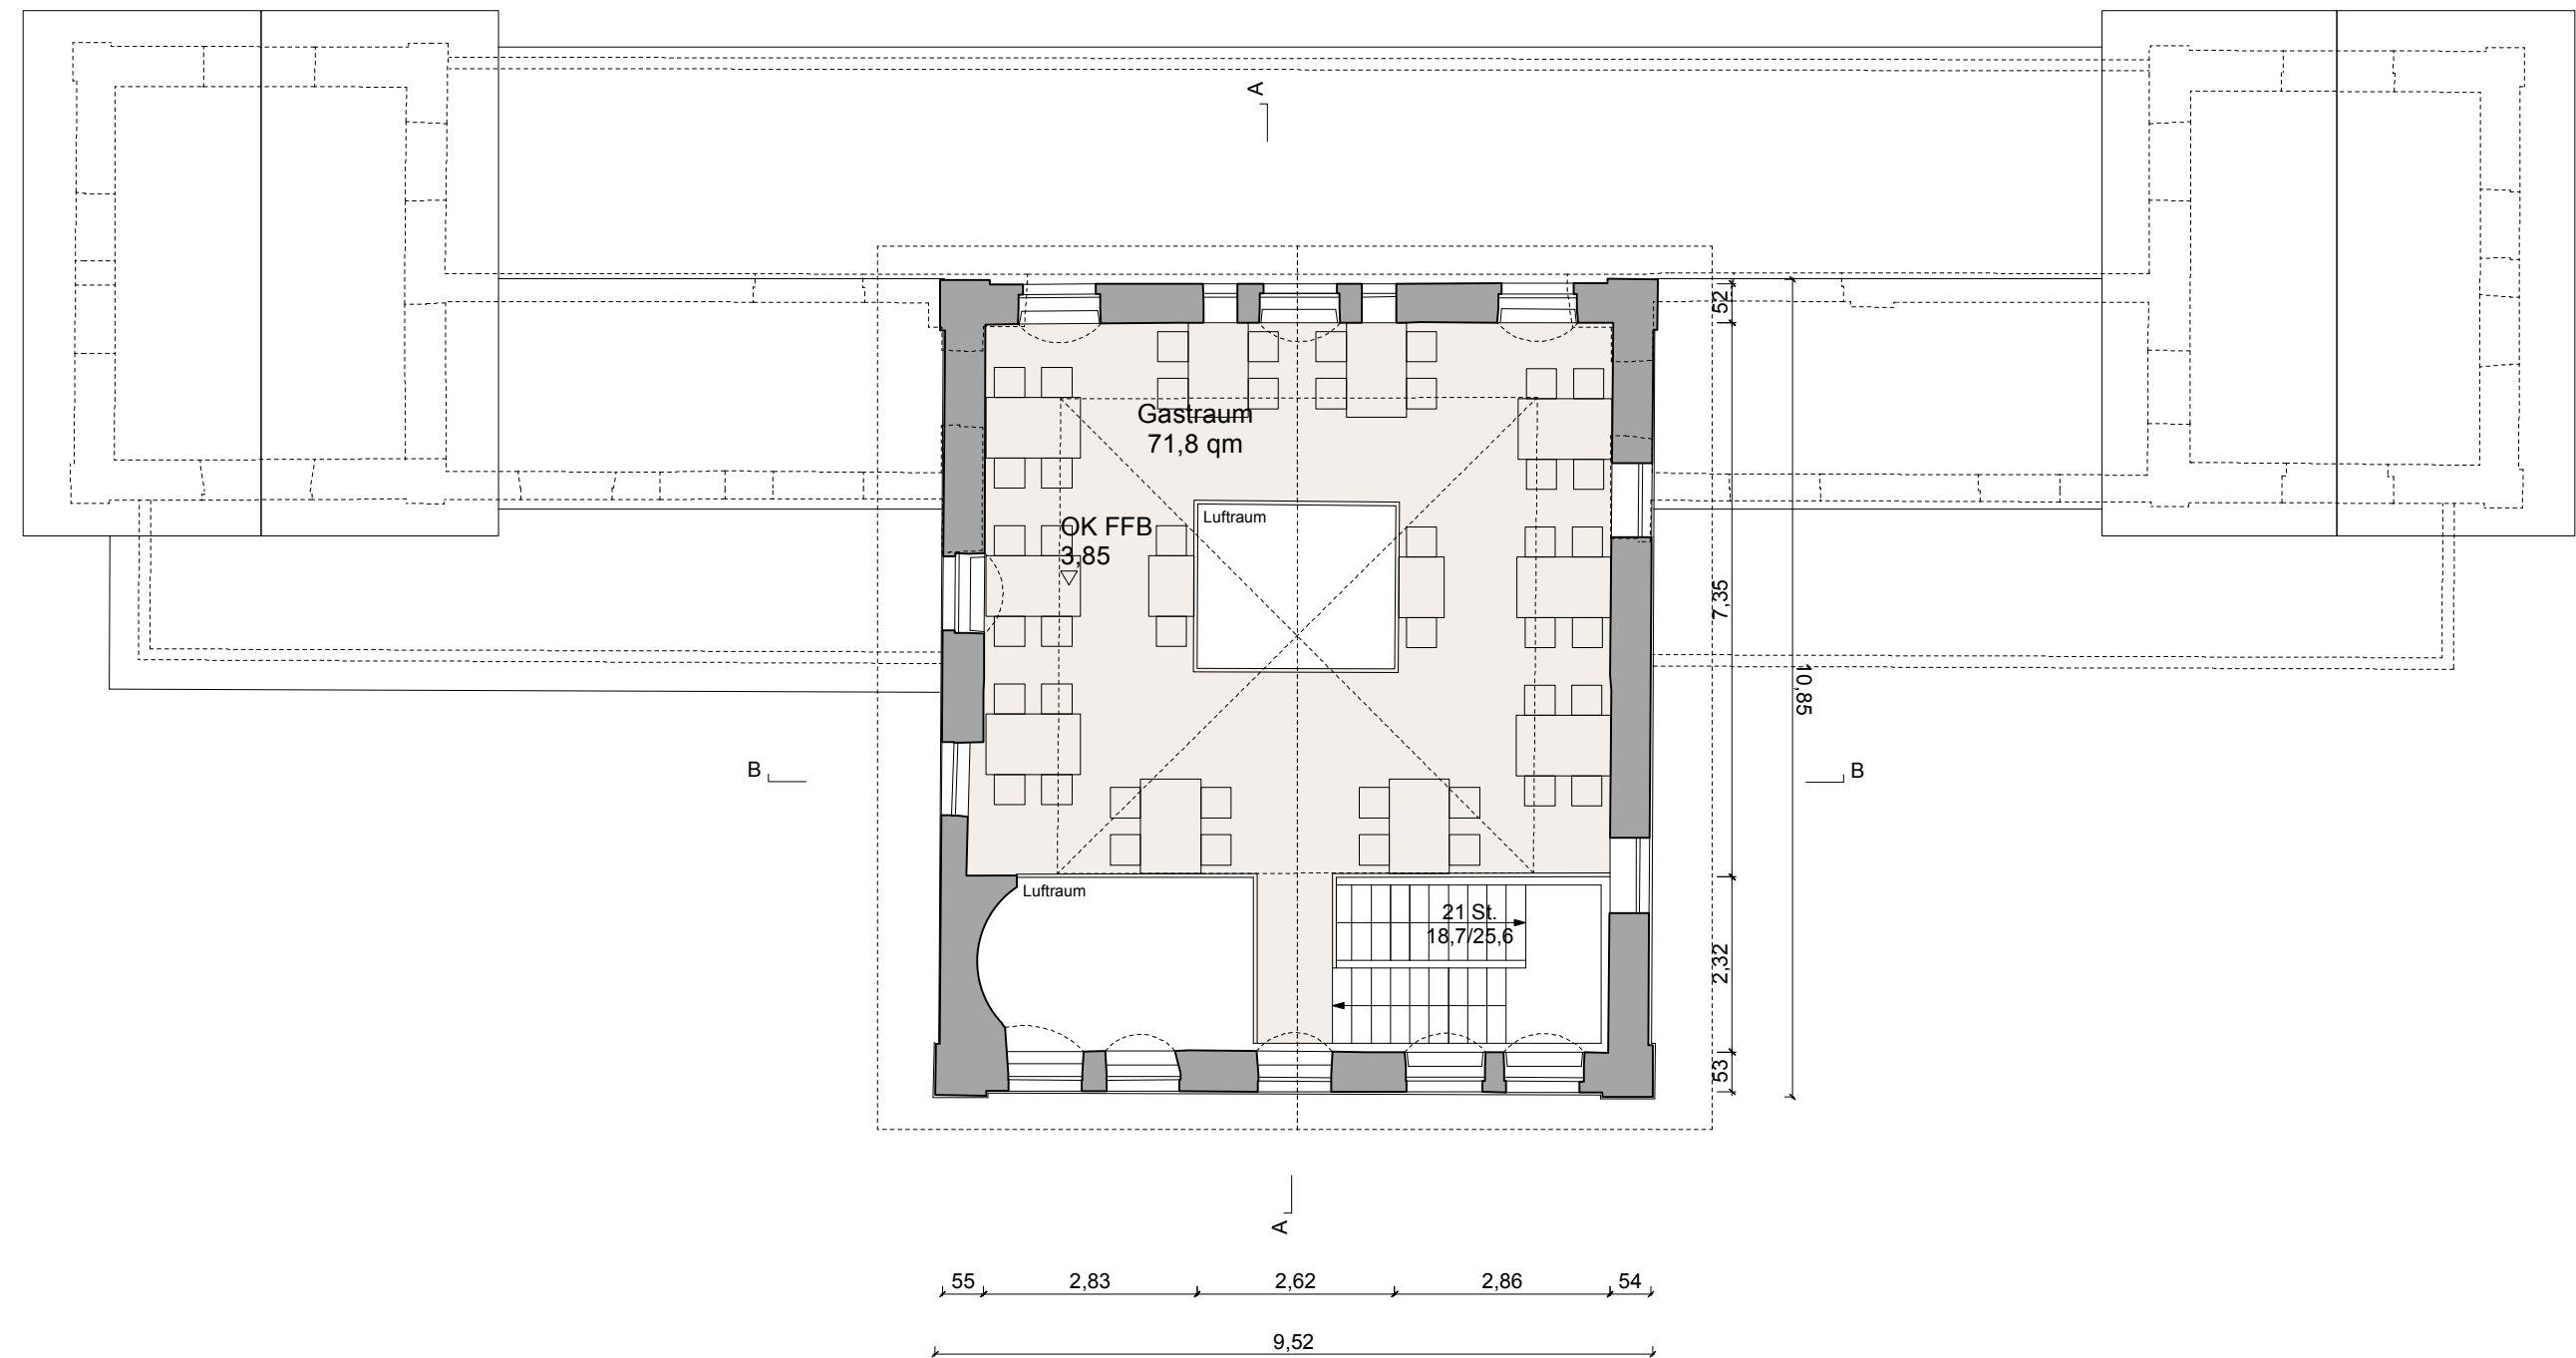 A
52
Gastraum
71,8 qm
Luftraum
OK FFB
3,85
7,35
10,85
B
B
Luftraum
21 St.
18,7/25,6
2,32
53
A
55
2,83
2,62
2,86
54
9,52